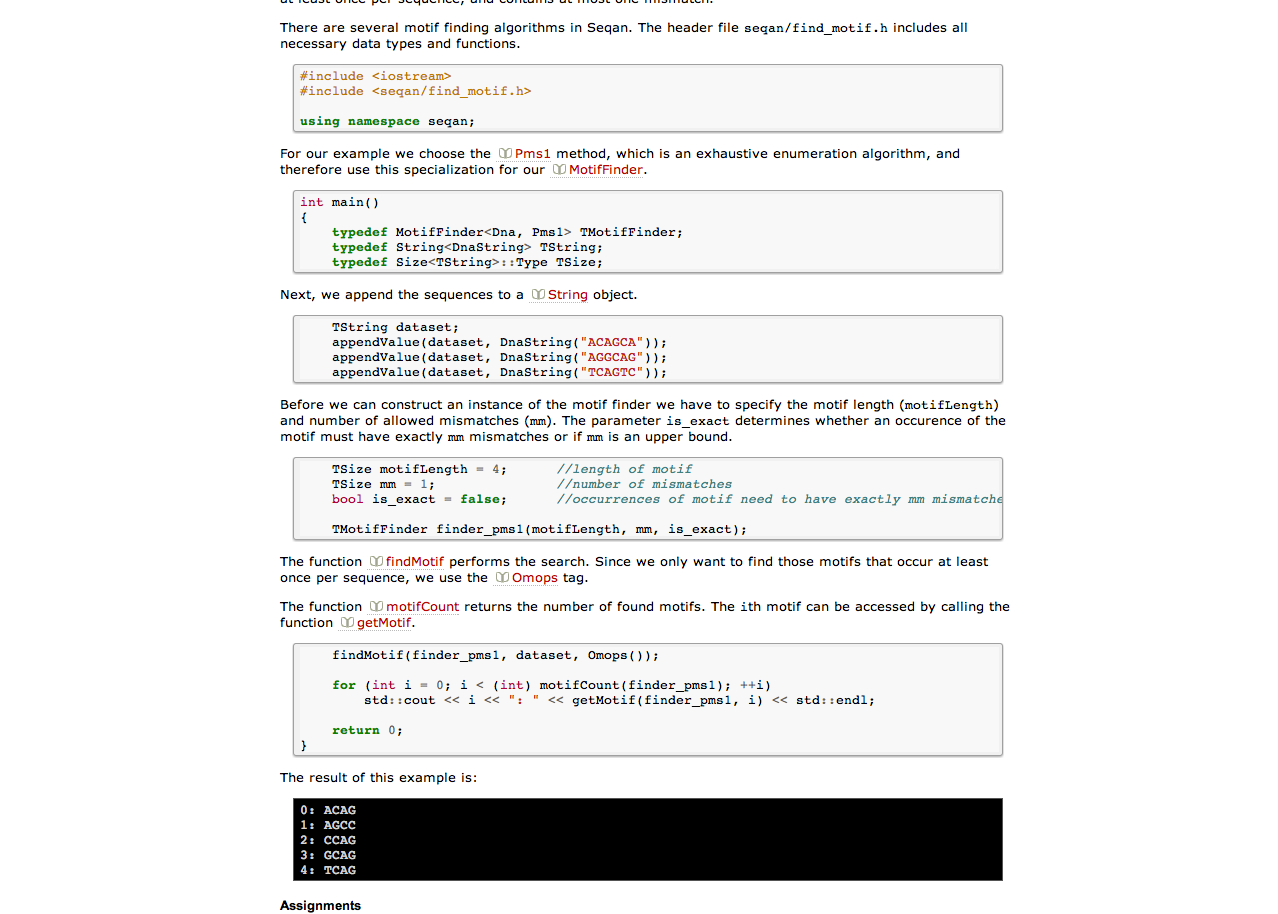 at least once per sequence, and contains at most one mismatch.
There are several motif finding algorithms in Seqan. The header file seqan/find_motif.h includes all
necessary data types and functions.
#include <iostream>
#include <seqan/find_motif.h>
using namespace seqan;
For our example we choose the Pms1 method, which is an exhaustive enumeration algorithm, and
therefore use this specialization for our MotifFinder.
int main()
{
typedef MotifFinder<Dna, Pms1> TMotifFinder;
typedef String<DnaString> TString;
typedef Size<TString>::Type TSize;
Next, we append the sequences to a String object.
TString dataset;
appendValue(dataset, DnaString("ACAGCA"));
appendValue(dataset, DnaString("AGGCAG"));
appendValue(dataset, DnaString("TCAGTC"));
Before we can construct an instance of the motif finder we have to specify the motif length (motifLength)
and number of allowed mismatches (mm). The parameter is_exact determines whether an occurence of the
motif must have exactly mm mismatches or if mm is an upper bound.
TSize motifLength = 4; //length of motif
TSize mm = 1; //number of mismatches
bool is_exact = false; //occurrences of motif need to have exactly mm mismatche
TMotifFinder finder_pms1(motifLength, mm, is_exact);
The function findMotif performs the search. Since we only want to find those motifs that occur at least
once per sequence, we use the Omops tag.
The function motifCount returns the number of found motifs. The ith motif can be accessed by calling the
function getMotif.
findMotif(finder_pms1, dataset, Omops());
for (int i = 0; i < (int) motifCount(finder_pms1); ++i)
std::cout << i << ": " << getMotif(finder_pms1, i) << std::endl;
return 0;
}
The result of this example is:
0: ACAG
1: AGCC
2: CCAG
3: GCAG
4: TCAG
Assignments